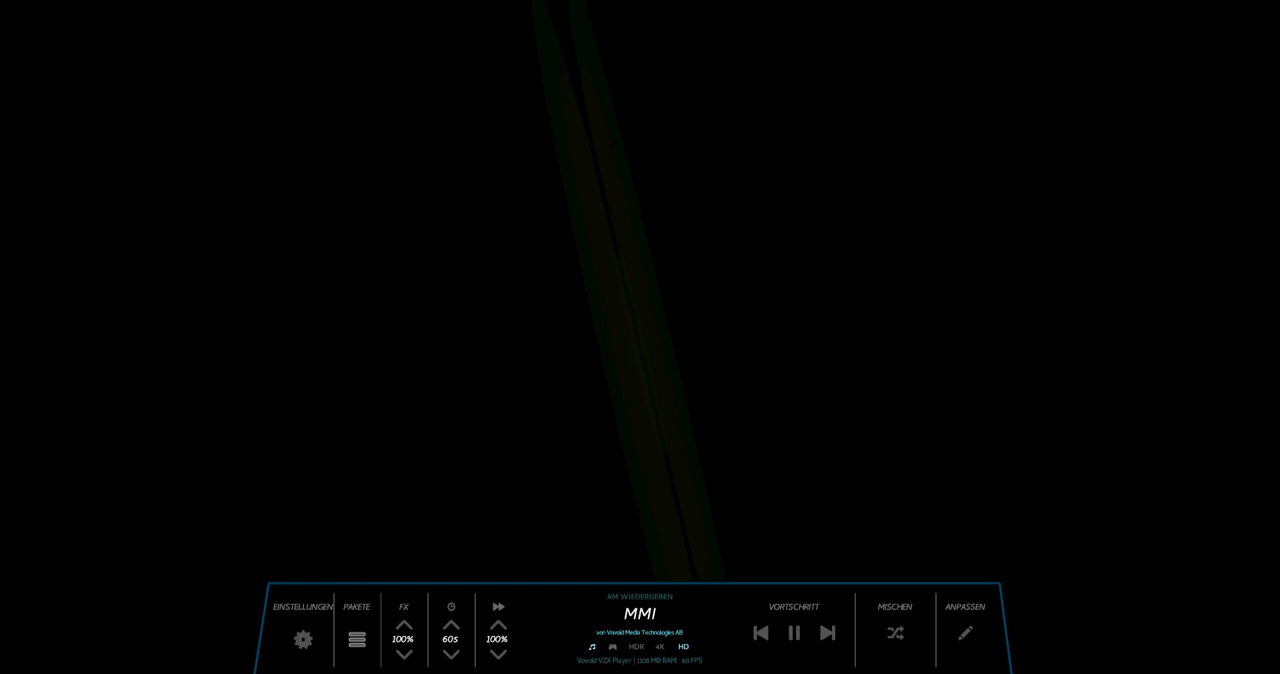 EINSTELLUNGEN
PAKETE
FX
100%
60s
100%
AM WIEDERGEBEN
MMI
von Vovoid Media Technologies AB
HDR 4K HD
Vovoid VZX Player | 1208 MB RAM 60 FPS
VORTSCHRITT
MISCHEN
ANPASSEN